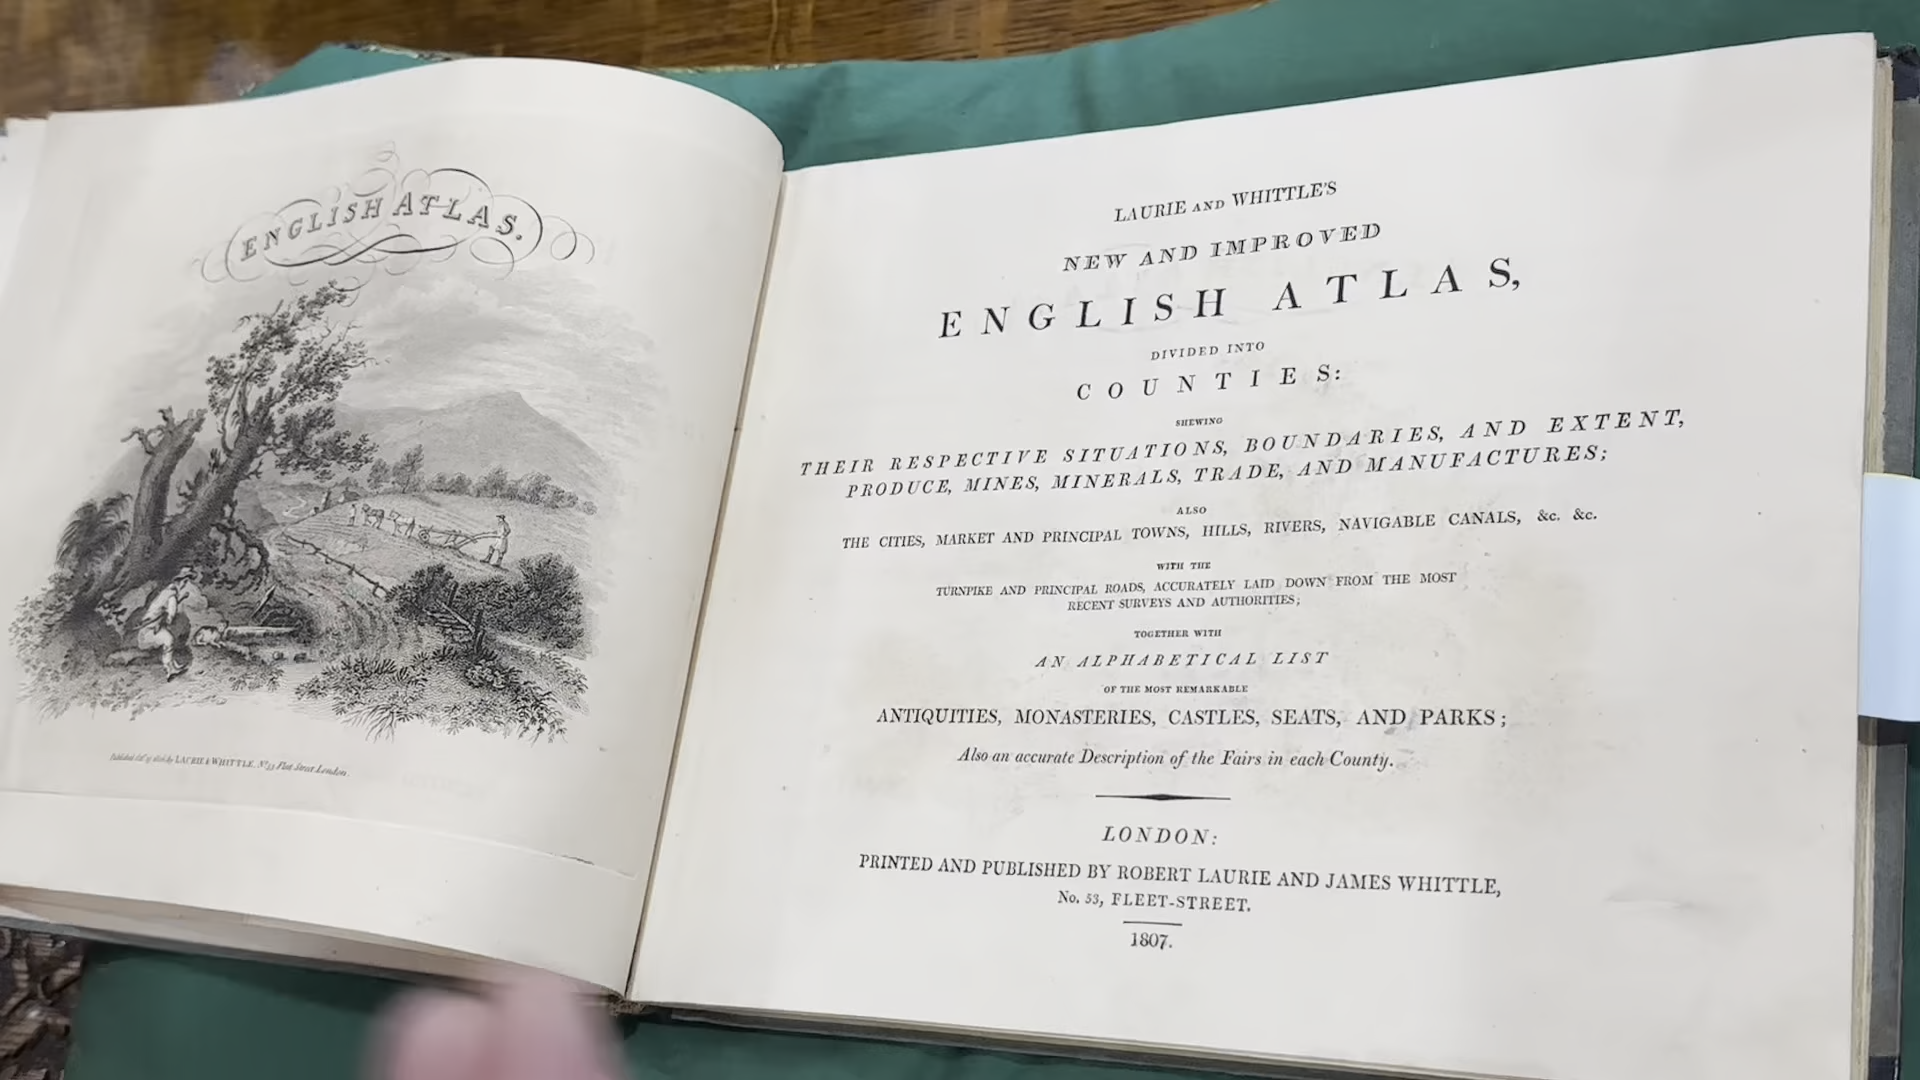 ENGLISH ATLAS.
Published by LAURIE & WHITTLE, No. 53 Fleet Street London.
LAURIE AND WHITTLE'S
NEW AND IMPROVED
ENGLISH ATLAS,
DIVIDED INTO
COUNTIES:
SHEWING
THEIR RESPECTIVE SITUATIONS, BOUNDARIES, AND EXTENT,
PRODUCE, MINES, MINERALS, TRADE, AND MANUFACTURES;
ALSO
THE CITIES, MARKET AND PRINCIPAL TOWNS, HILLS, RIVERS, NAVIGABLE CANALS, &c. &c.
WITH THE
TURNPIKE AND PRINCIPAL ROADS, ACCURATELY LAID DOWN FROM THE MOST
RECENT SURVEYS AND AUTHORITIES;
TOGETHER WITH
AN ALPHABETICAL LIST
OF THE MOST REMARKABLE
ANTIQUITIES, MONASTERIES, CASTLES, SEATS, AND PARKS;
Also an accurate Description of the Fairs in each County.
LONDON:
PRINTED AND PUBLISHED BY ROBERT LAURIE AND JAMES WHITTLE,
No. 53, FLEET-STREET.
1807.